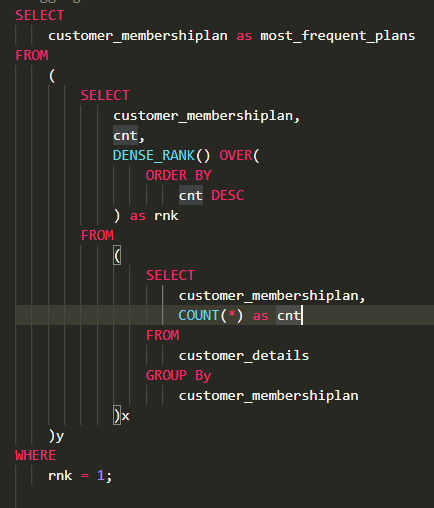 SELECT
customer_membershiplan as most_frequent_plans
FROM
(
SELECT
customer_membershiplan,
cnt,
DENSE_RANK() OVER(
ORDER BY
cnt DESC
) as rnk
FROM
(
SELECT
customer_membershiplan,
COUNT(*) as cnt
FROM
customer_details
GROUP By
customer_membershiplan
)x
)y
WHERE
rnk = 1;